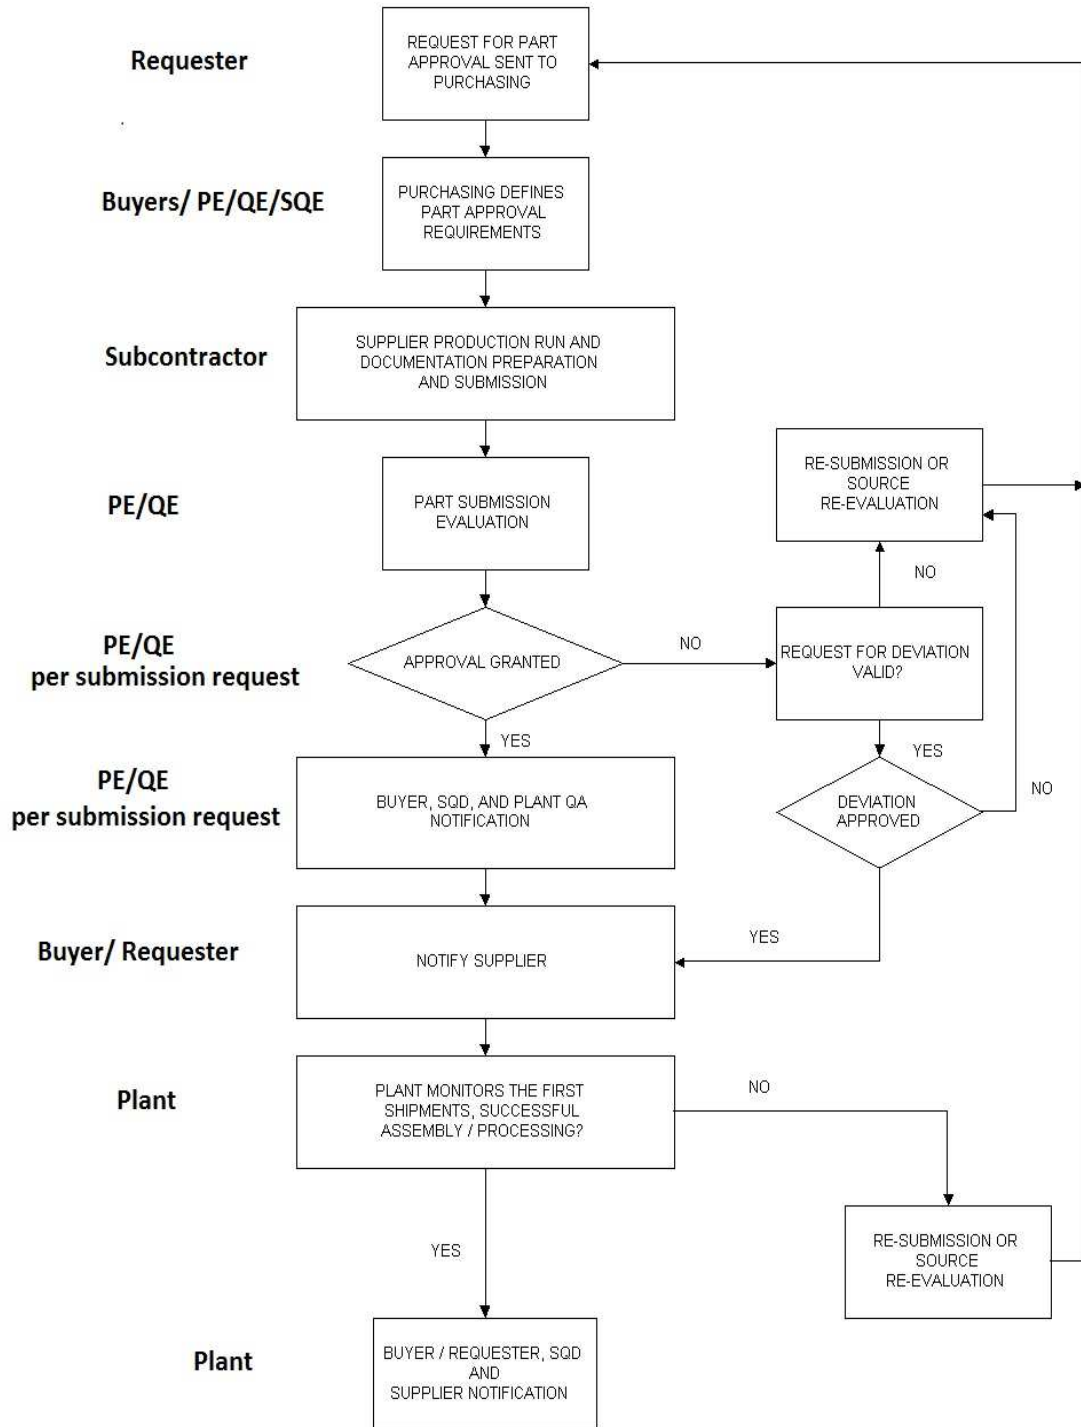 Requester
REQUEST FOR PART
APPROVAL SENT TO
PURCHASING
Buyers/ PE/QE/SQE
PURCHASING DEFINES
PART APPROVAL
REQUIREMENTS
Subcontractor
SUPPLIER PRODUCTION RUN AND
DOCUMENTATION PREPARATION
AND SUBMISSION
PE/QE
PART SUBMISSION
EVALUATION
RE-SUBMISSION OR
SOURCE
RE-EVALUATION
NO
PE/QE
per submission request
APPROVAL GRANTED
NO
REQUEST FOR DEVIATION
VALID?
YES
YES
PE/QE
per submission request
BUYER, SQD, AND PLANT QA
NOTIFICATION
DEVIATION
APPROVED
NO
Buyer/ Requester
NOTIFY SUPPLIER
YES
Plant
PLANT MONITORS THE FIRST
SHIPMENTS, SUCCESSFUL
ASSEMBLY / PROCESSING?
NO
YES
RE-SUBMISSION OR
SOURCE
RE-EVALUATION
Plant
BUYER / REQUESTER, SQD
AND
SUPPLIER NOTIFICATION